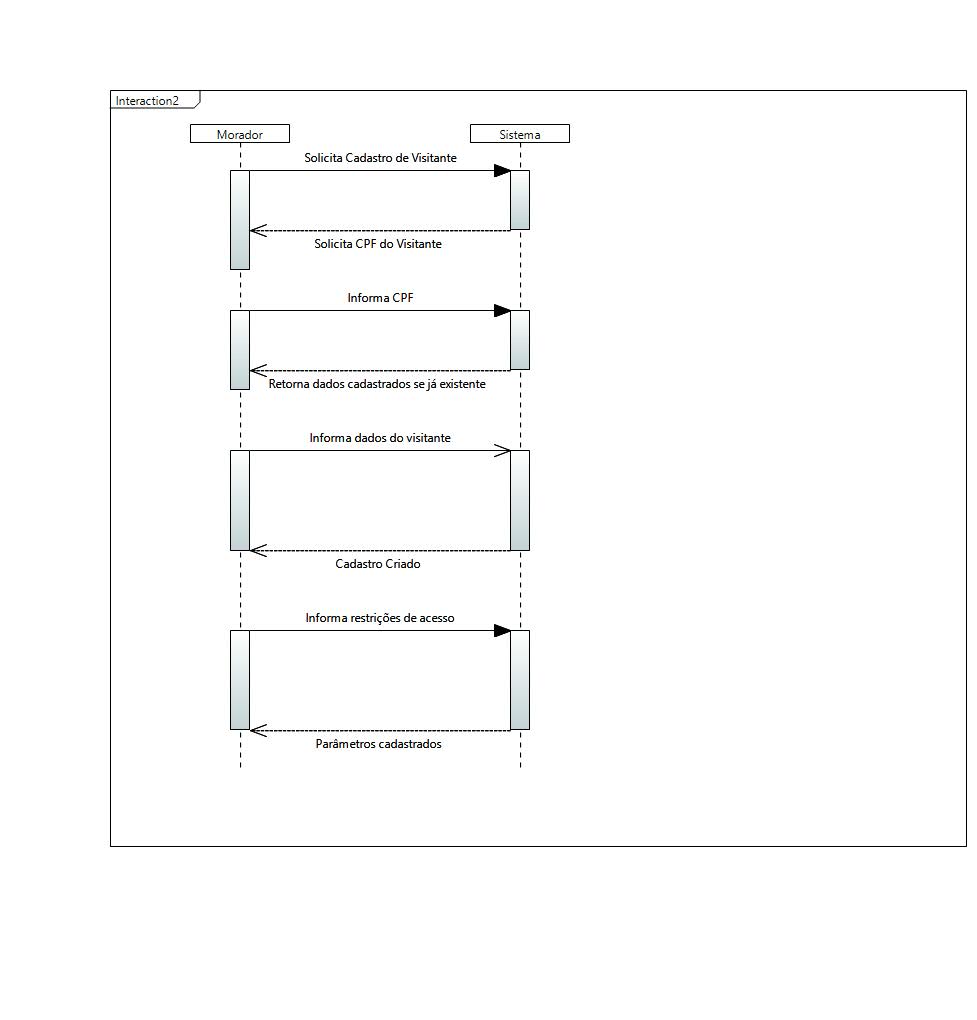 Interaction2
Morador
Sistema
Solicita Cadastro de Visitante
Solicita CPF do Visitante
Informa CPF
Retorna dados cadastrados se já existente
Informa dados do visitante
Cadastro Criado
Informa restrições de acesso
Parâmetros cadastrados